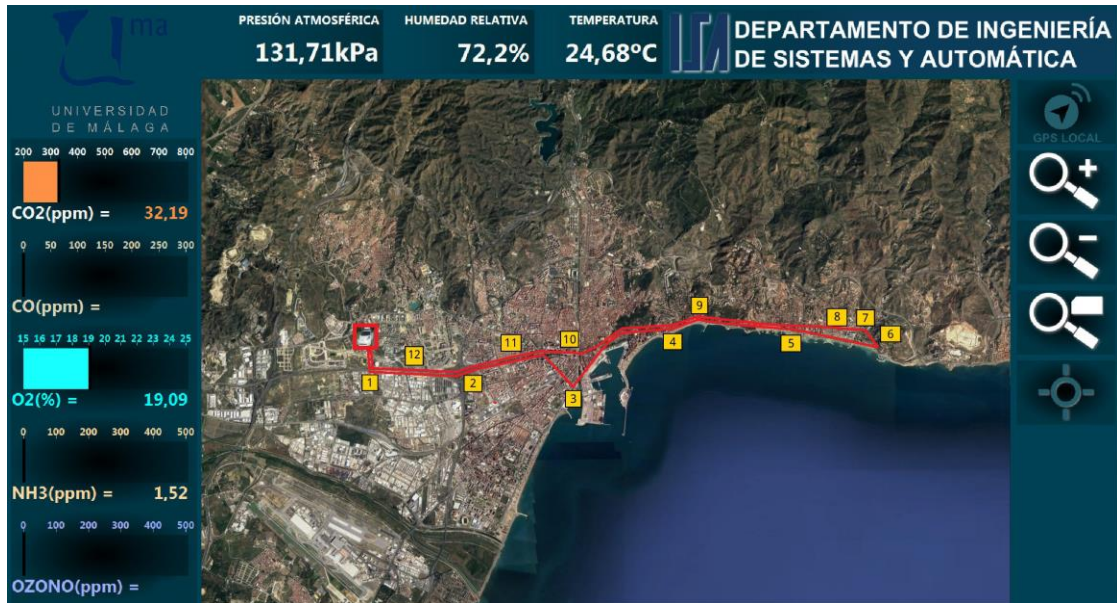 uma
UNIVERSIDAD
DE MÁLAGA
PRESIÓN ATMOSFÉRICA
131,71kPa
HUMEDAD RELATIVA
72,2%
TEMPERATURA
24,68ºC
ISA
DEPARTAMENTO DE INGENIERÍA
DE SISTEMAS Y AUTOMÁTICA
200 300 400 500 600 700 800
CO2(ppm) = 32,19
0 50 100 150 200 250 300
CO(ppm) =
15 16 17 18 19 20 21 22 23 24 25
O2(%) = 19,09
0 100 200 300 400 500
NH3(ppm) = 1,52
0 100 200 300 400 500
OZONO(ppm) =
9
8 7
6
11 10 4 5
12
1 2
3
GPS LOCAL